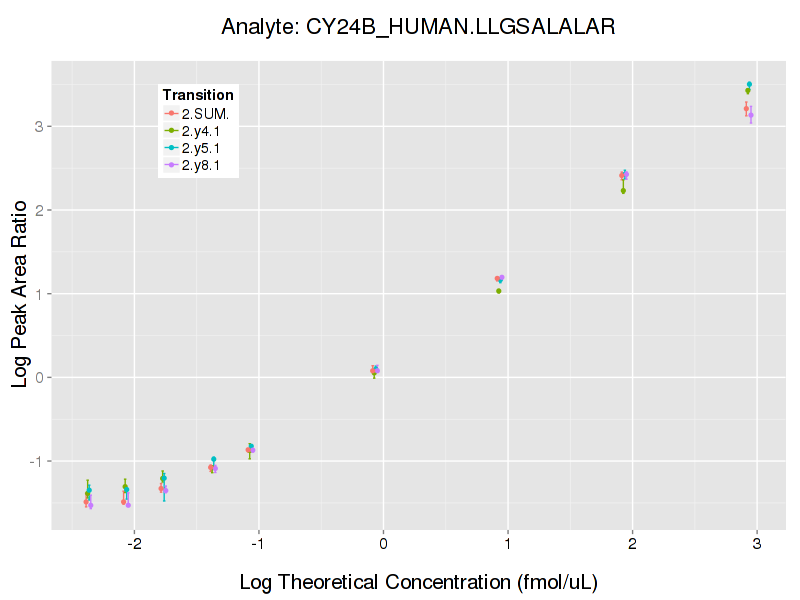 Analyte: CY24B_HUMAN.LLGSALALAR
Transition
2.SUM.
2.y4.1
2.y5.1
2.y8.1
Log Peak Area Ratio
3
2
1
0
-1
-2 -1 0 1 2 3
Log Theoretical Concentration (fmol/uL)